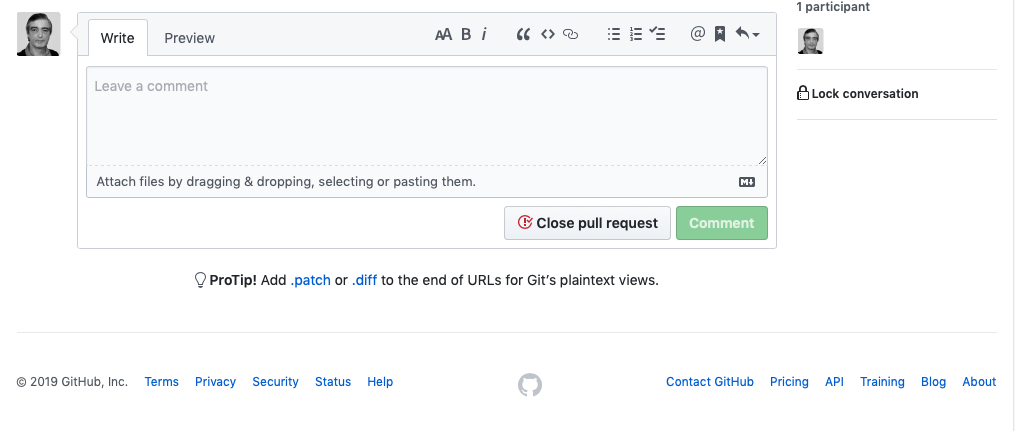 1 participant
Write Preview AA B i @
Leave a comment
Lock conversation
Attach files by dragging & dropping, selecting or pasting them.
Close pull request Comment
ProTip! Add .patch or .diff to the end of URLs for Git’s plaintext views.
© 2019 GitHub, Inc. Terms Privacy Security Status Help Contact GitHub Pricing API Training Blog About